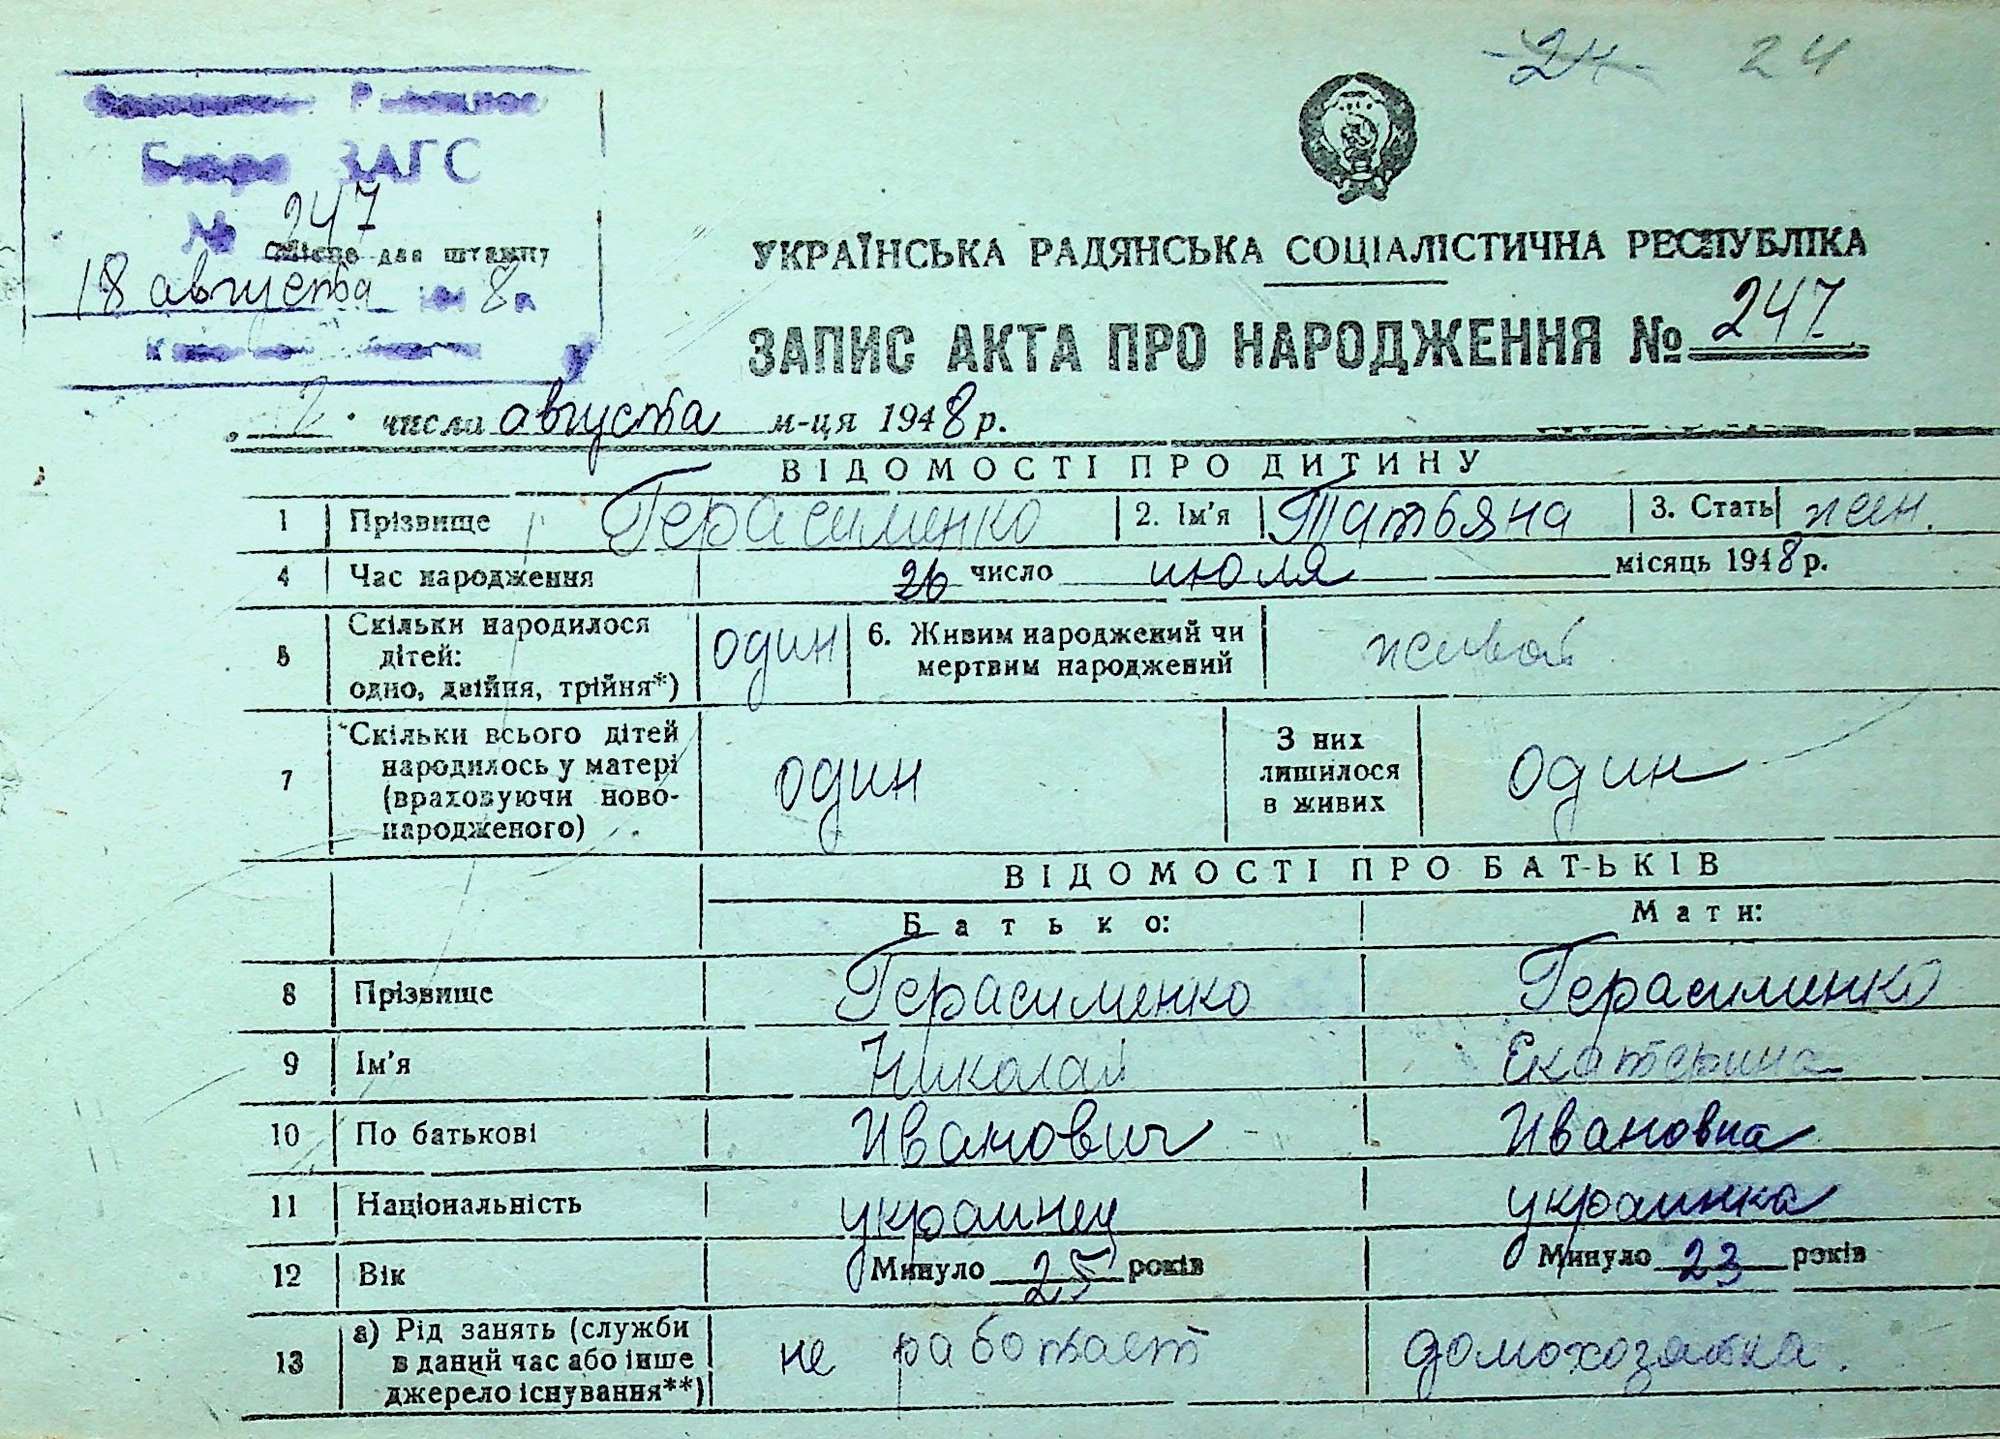 24 24
Бюро ЗАГС
№ 247
Місце для штампу
18 августа 1948 г.
УКРАЇНСЬКА РАДЯНСЬКА СОЦІАЛІСТИЧНА РЕСПУБЛІКА
ЗАПИС АКТА ПРО НАРОДЖЕННЯ № 247
2 числа августа м-ця 1948 р.
ВІДОМОСТІ ПРО ДИТИНУ
1 Прізвище Герасименко 2. Ім'я Татьяна 3. Стать жен.
4 Час народження 26 число июля місяць 1948 р.
5 Скільки народилося дітей: одно, двійня, трійня*) один 6. Живим народжений чи мертвим народжений живой
7 Скільки всього дітей народилось у матері (враховуючи ново-народженого) один З них лишилося в живих один
ВІДОМОСТІ ПРО БАТЬКІВ
Батько: Мати:
8 Прізвище Герасименко Герасименко
9 Ім'я Николай Екатерина
10 По батькові Иванович Ивановна
11 Національність украинец украинка
12 Вік Минуло 25 років Минуло 23 років
13 а) Рід занять (служби в даний час або інше джерело існування**) не работает домохозяйка.